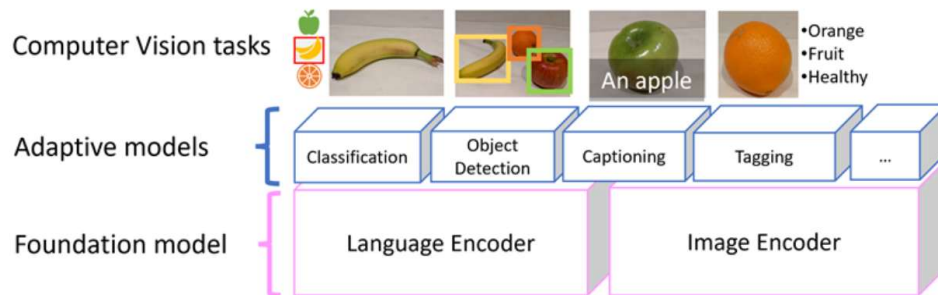 Computer Vision tasks
An apple
•Orange
•Fruit
•Healthy
Adaptive models
Classification
Object
Detection
Captioning
Tagging
...
Foundation model
Language Encoder
Image Encoder